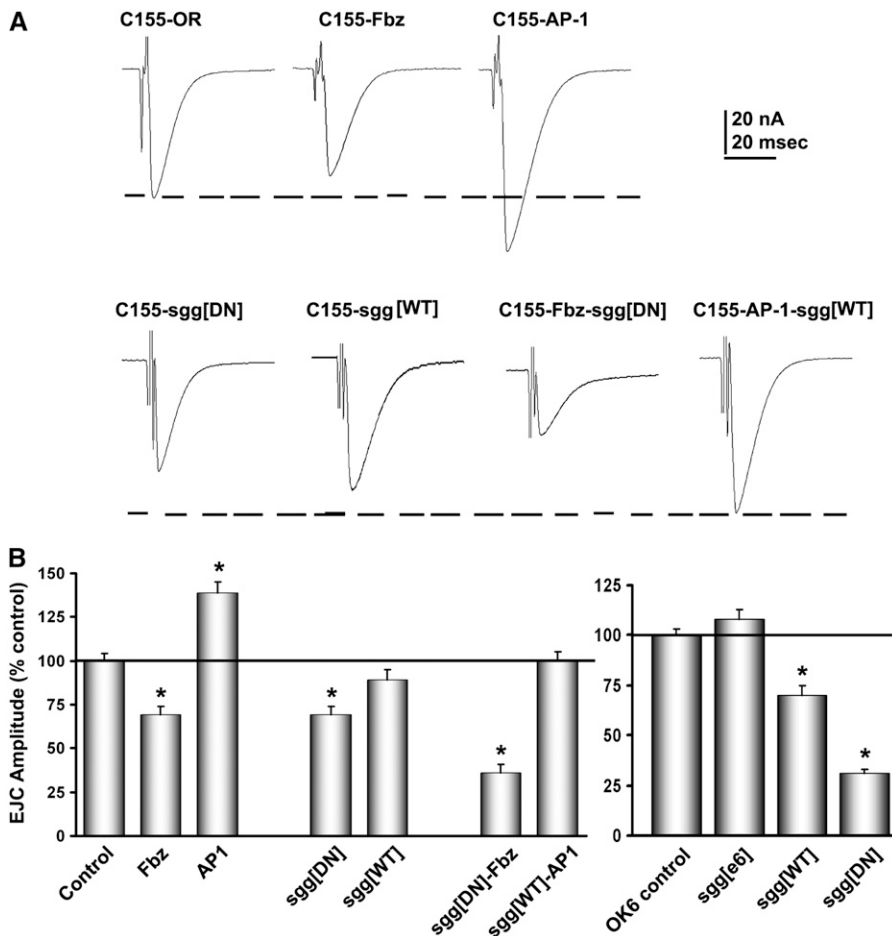 A
C155-OR C155-Fbz C155-AP-1
20 nA
20 msec
C155-sgg[DN] C155-sgg[WT] C155-Fbz-sgg[DN] C155-AP-1-sgg[WT]
B
EJC Amplitude (% control)
150
125
100
75
50
25
0
* * * *
Control Fbz AP1 sgg[DN] sgg[WT] sgg[DN]-Fbz sgg[WT]-AP1
125
100
75
50
25
0
* *
OK6 control sgg[e6] sgg[WT] sgg[DN]